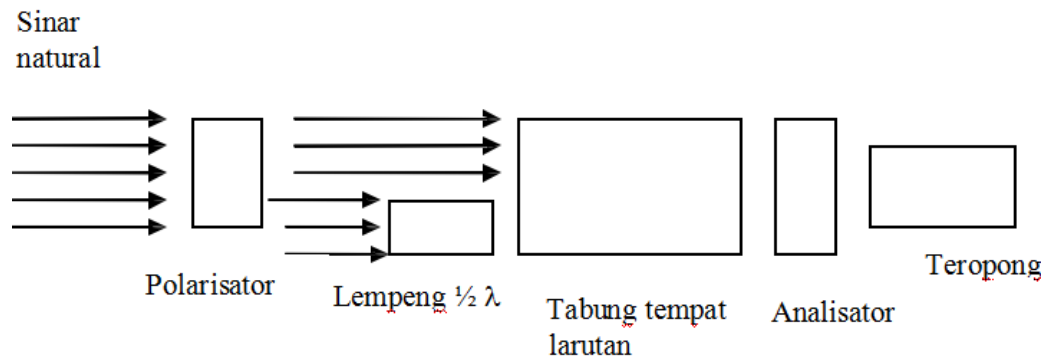 Sinar
natural
Polarisator
Lempeng ½ λ
Tabung tempat
larutan
Analisator
Teropong